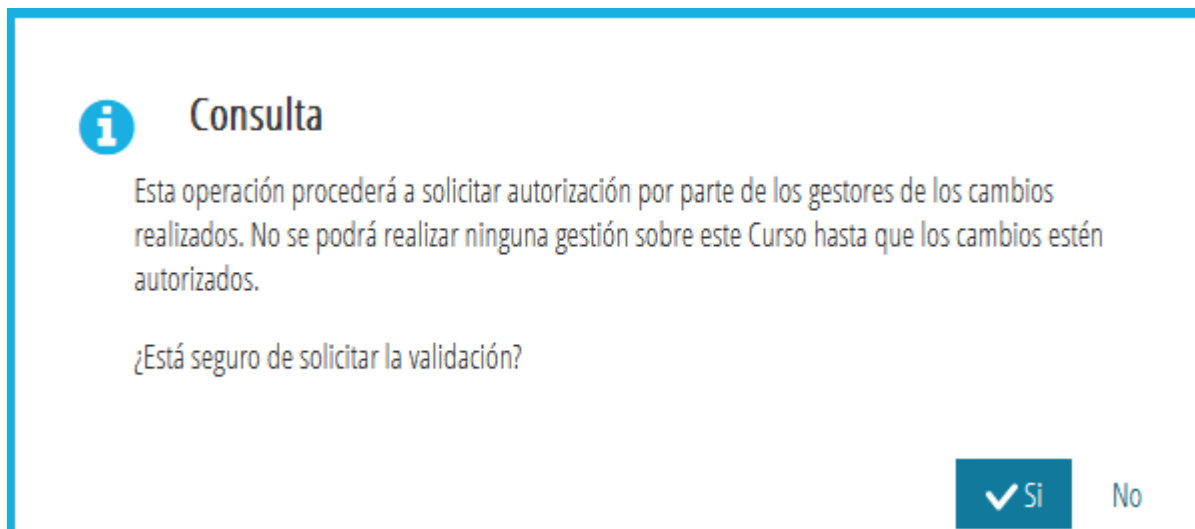 Consulta
Esta operación procederá a solicitar autorización por parte de los gestores de los cambios
realizados. No se podrá realizar ninguna gestión sobre este Curso hasta que los cambios estén
autorizados.
¿Está seguro de solicitar la validación?
Si No